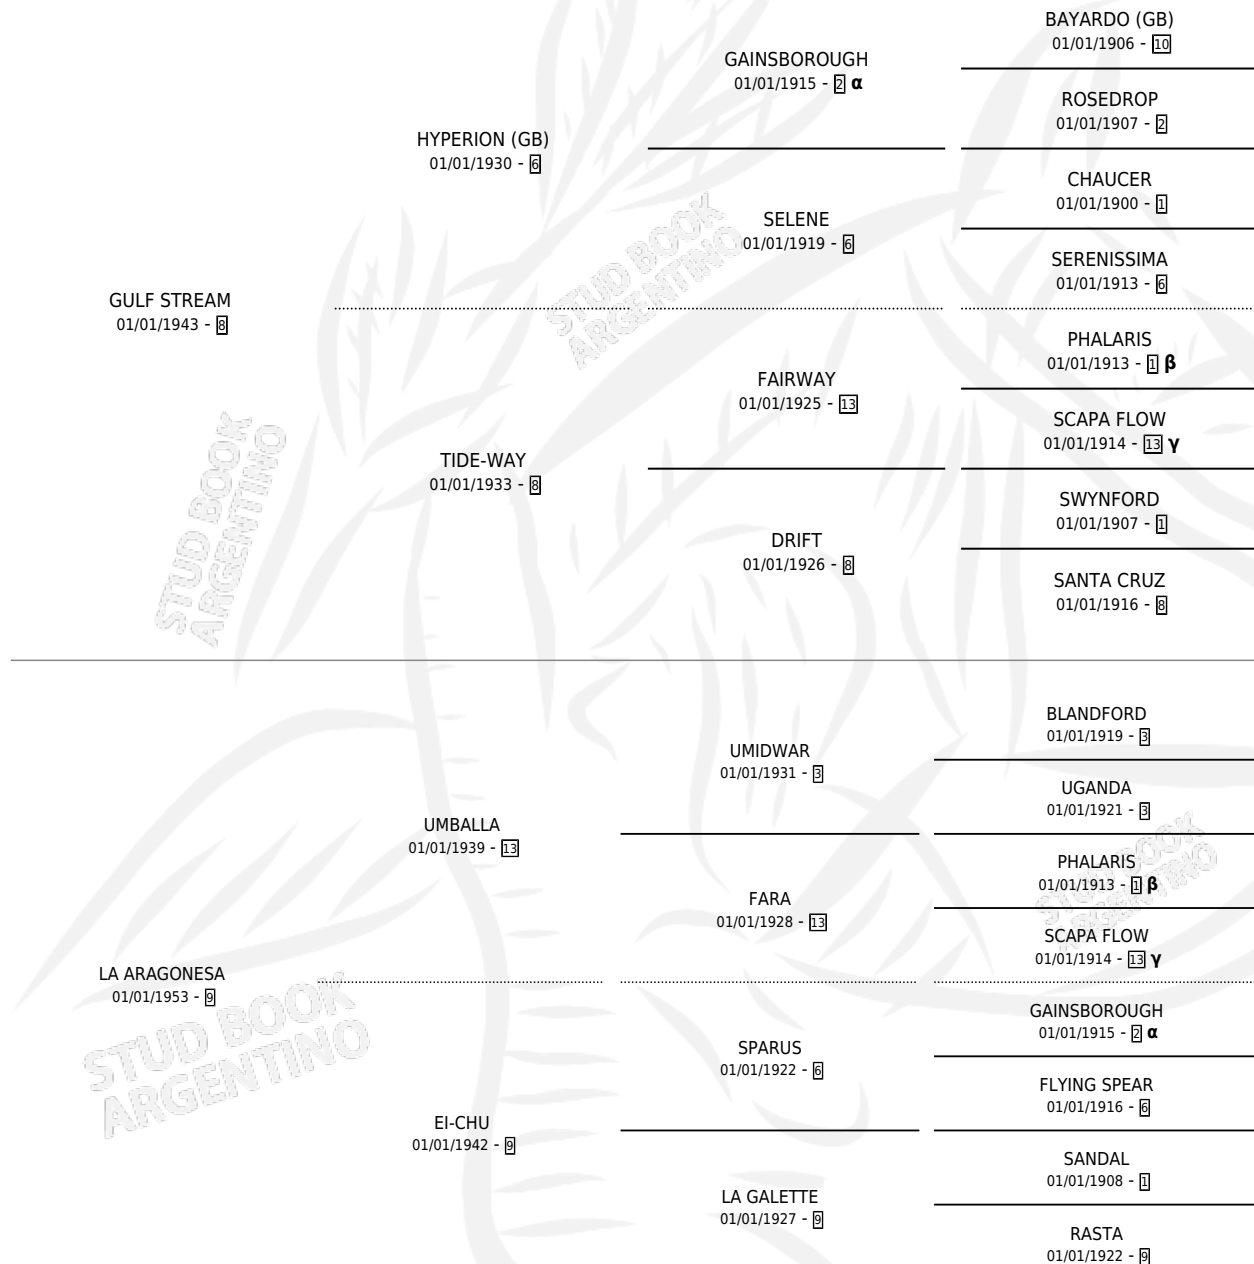 BAYARDO (GB)
01/01/1906 - 10
GAINSBOROUGH
01/01/1915 - 2 α
ROSEDROP
01/01/1907 - 2
HYPERION (GB)
01/01/1930 - 6
CHAUCER
01/01/1900 - 1
SELENE
01/01/1919 - 6
SERENISSIMA
01/01/1913 - 6
GULF STREAM
01/01/1943 - 8
STUD BOOK
ARGENTINO
PHALARIS
01/01/1913 - 1 β
FAIRWAY
01/01/1925 - 13
SCAPA FLOW
01/01/1914 - 13 γ
TIDE-WAY
01/01/1933 - 8
SWYNFORD
01/01/1907 - 1
DRIFT
01/01/1926 - 8
SANTA CRUZ
01/01/1916 - 8
STUD BOOK
ARGENTINO
BLANDFORD
01/01/1919 - 3
UMIDWAR
01/01/1931 - 3
UGANDA
01/01/1921 - 3
UMBALLA
01/01/1939 - 13
PHALARIS
01/01/1913 - 1 β
FARA
01/01/1928 - 13
SCAPA FLOW
01/01/1914 - 13 γ
STUD BOOK
ARGENTINO
LA ARAGONESA
01/01/1953 - 9
STUD BOOK
ARGENTINO
GAINSBOROUGH
01/01/1915 - 2 α
SPARUS
01/01/1922 - 6
FLYING SPEAR
01/01/1916 - 6
EI-CHU
01/01/1942 - 9
SANDAL
01/01/1908 - 1
LA GALETTE
01/01/1927 - 9
RASTA
01/01/1922 - 9